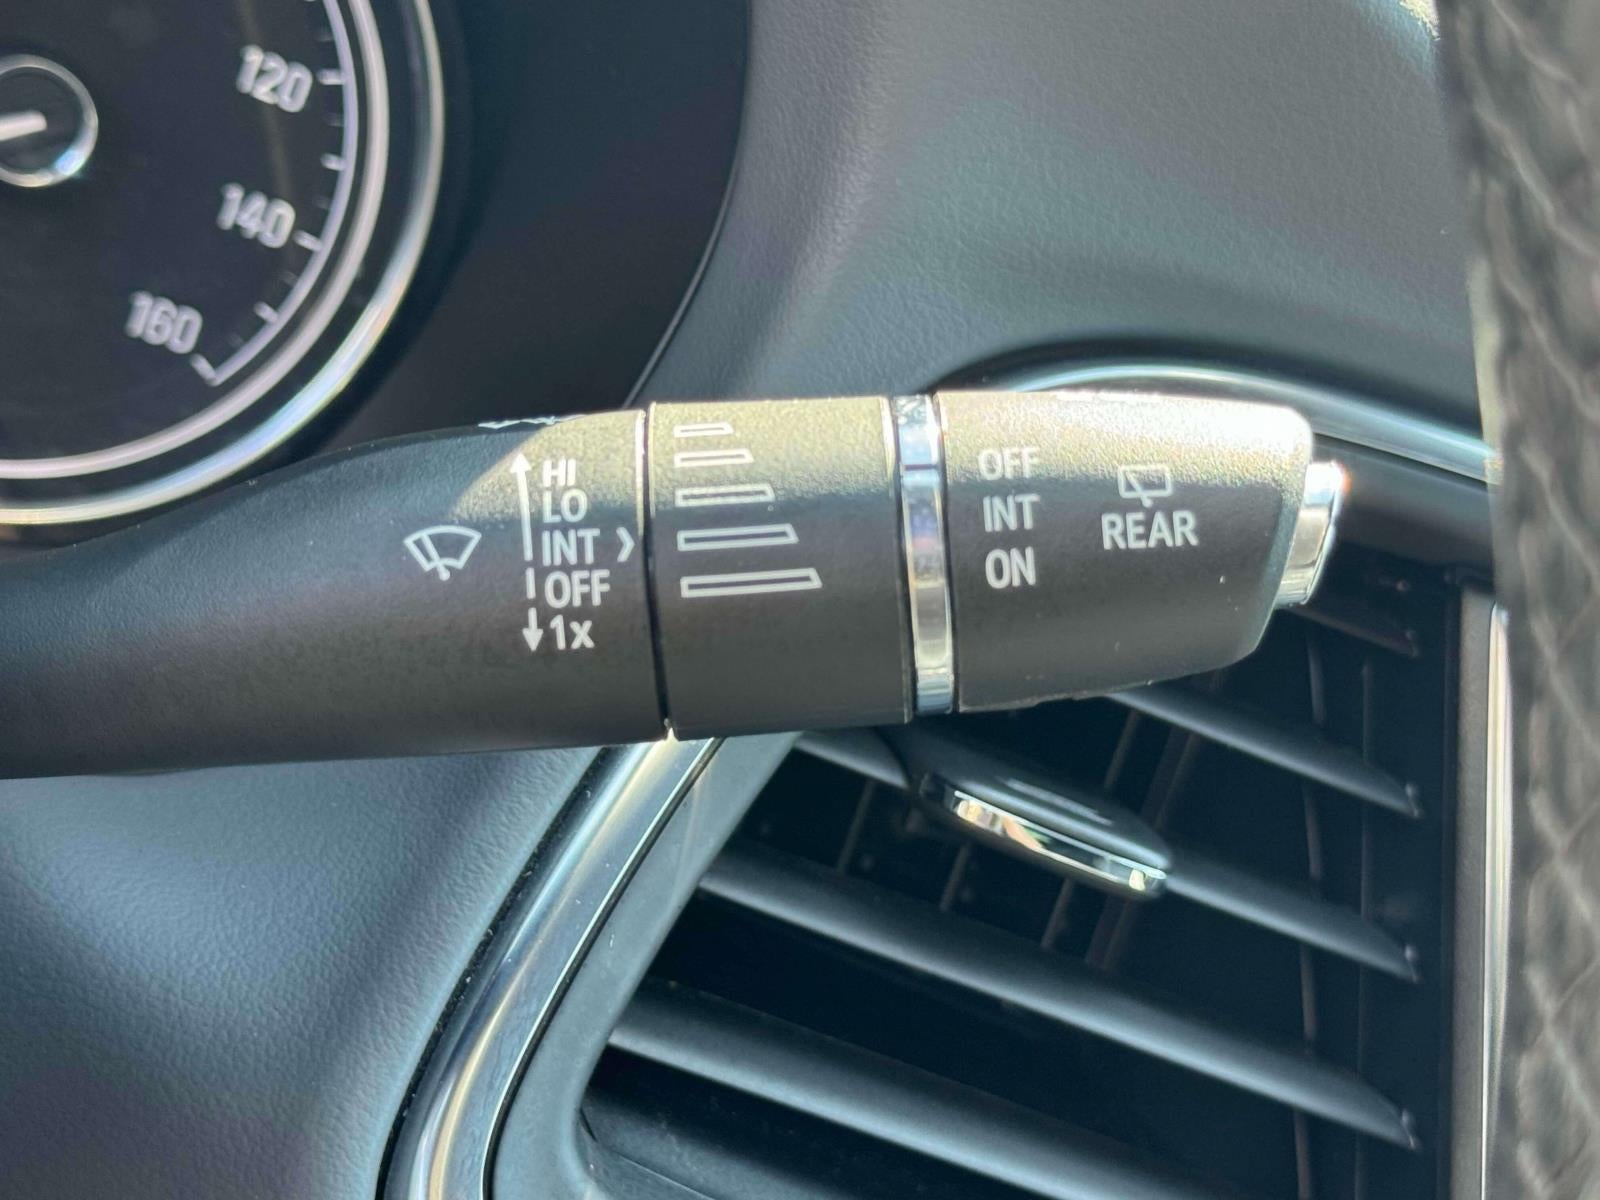 120
140
160
HI
LO
INT
OFF
1x
OFF
INT
ON
REAR